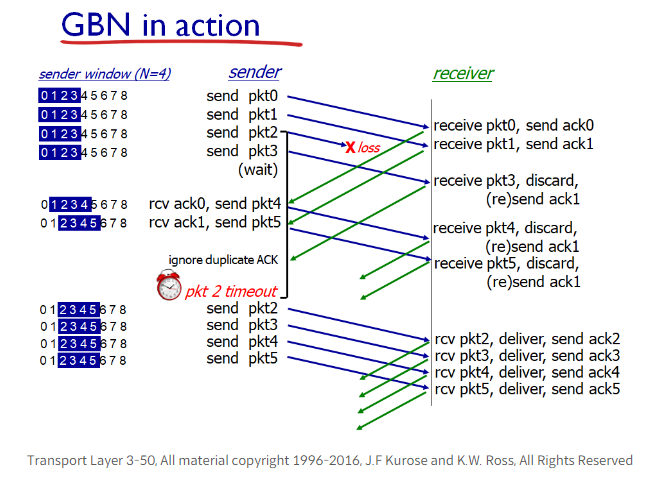 GBN in action
sender window (N=4)
sender
receiver
0 1 2 3 4 5 6 7 8
send pkt0
0 1 2 3 4 5 6 7 8
send pkt1
0 1 2 3 4 5 6 7 8
send pkt2
0 1 2 3 4 5 6 7 8
send pkt3
(wait)
X loss
receive pkt0, send ack0
receive pkt1, send ack1
receive pkt3, discard,
(re)send ack1
0 1 2 3 4 5 6 7 8
rcv ack0, send pkt4
0 1 2 3 4 5 6 7 8
rcv ack1, send pkt5
receive pkt4, discard,
(re)send ack1
receive pkt5, discard,
(re)send ack1
ignore duplicate ACK
pkt 2 timeout
0 1 2 3 4 5 6 7 8
send pkt2
0 1 2 3 4 5 6 7 8
send pkt3
0 1 2 3 4 5 6 7 8
send pkt4
0 1 2 3 4 5 6 7 8
send pkt5
rcv pkt2, deliver, send ack2
rcv pkt3, deliver, send ack3
rcv pkt4, deliver, send ack4
rcv pkt5, deliver, send ack5
Transport Layer 3-50, All material copyright 1996-2016, J.F Kurose and K.W. Ross, All Rights Reserved